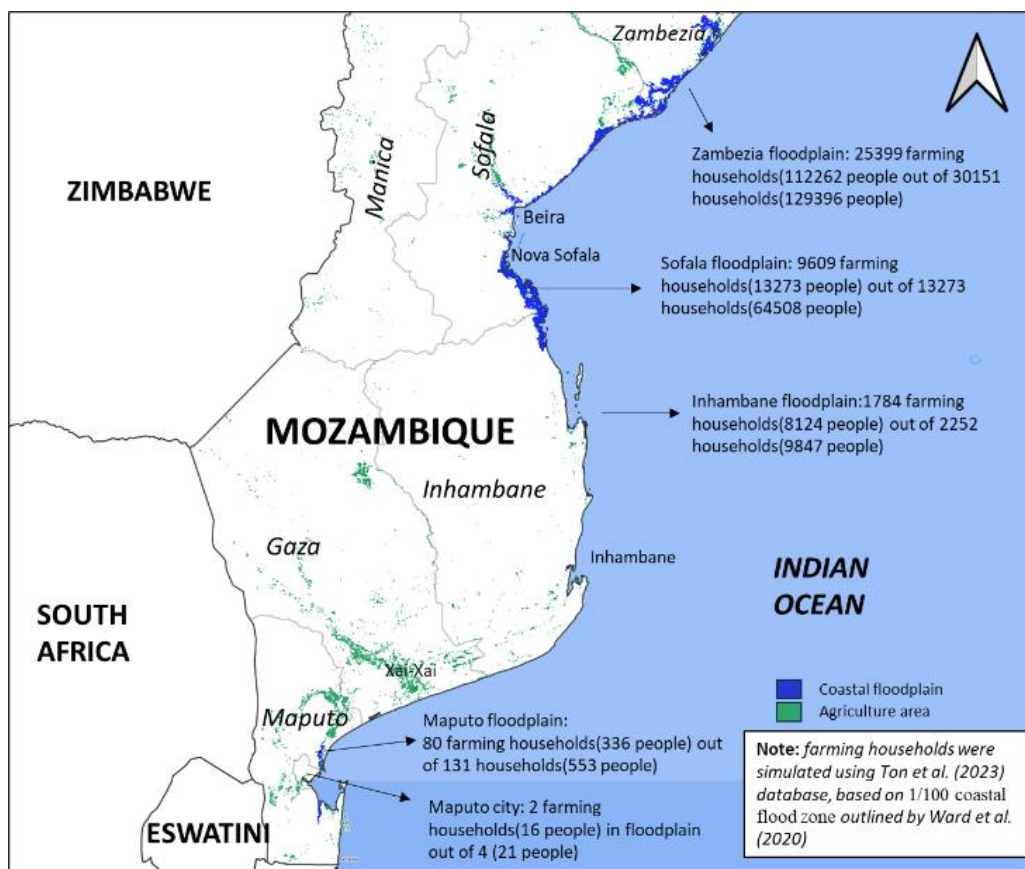 Zambezia
Sofala
Manica
ZIMBABWE
Zambezia floodplain: 25399 farming
households(112262 people out of 30151
households(129396 people)
Beira
Nova Sofala
Sofala floodplain: 9609 farming
households(13273 people) out of 13273
households(64508 people)
MOZAMBIQUE
Inhambane floodplain:1784 farming
households(8124 people) out of 2252
households(9847 people)
Inhambane
Gaza
Inhambane
INDIAN
OCEAN
SOUTH
AFRICA
Xai-Xai
Maputo
Coastal floodplain
Agriculture area
Maputo floodplain:
80 farming households(336 people) out
of 131 households(553 people)
Maputo city: 2 farming
households(16 people) in floodplain
out of 4 (21 people)
ESWATINI
Note: farming households were
simulated using Ton et al. (2023)
database, based on 1/100 coastal
flood zone outlined by Ward et al.
(2020)